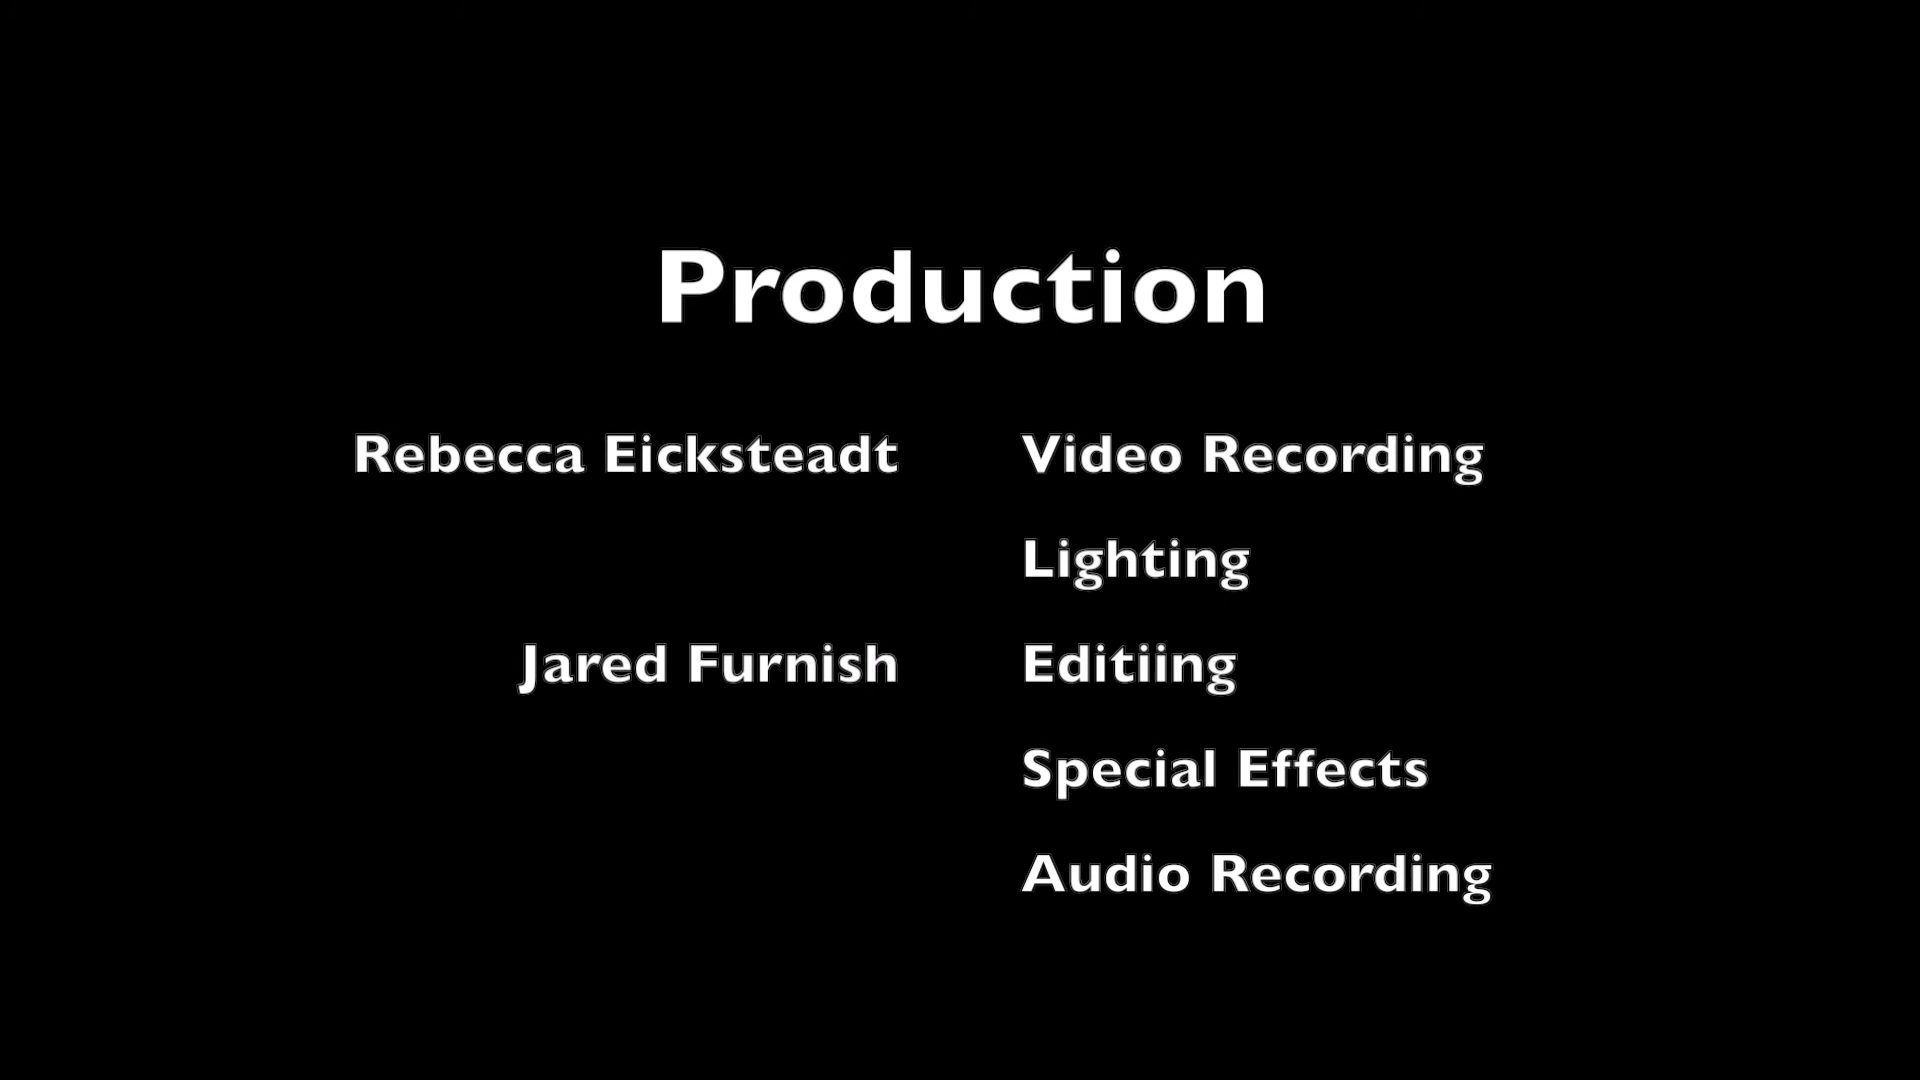 Production
Rebecca Eicksteadt Video Recording
Lighting
Jared Furnish Editiing
Special Effects
Audio Recording